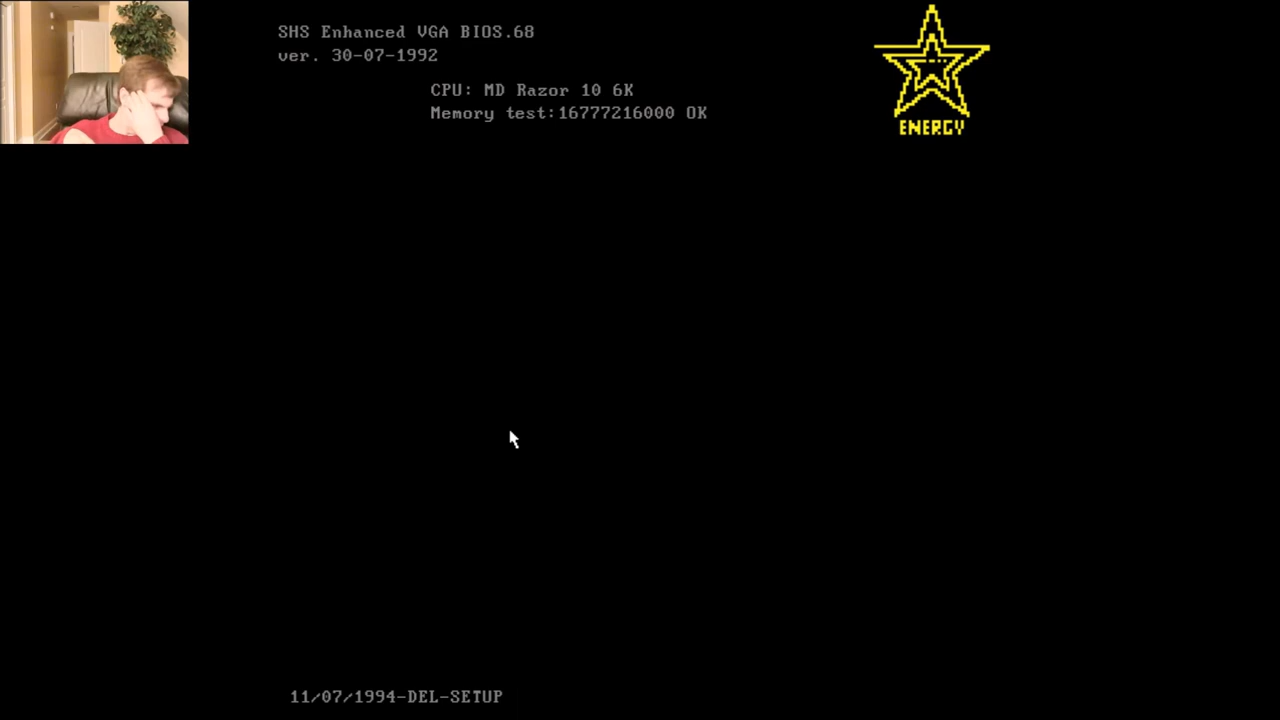 SHS Enhanced VGA BIOS.68
ver. 30-07-1992
CPU: MD Razor 10 6K
Memory test:16777216000 OK
ENERGY
11/07/1994-DEL-SETUP